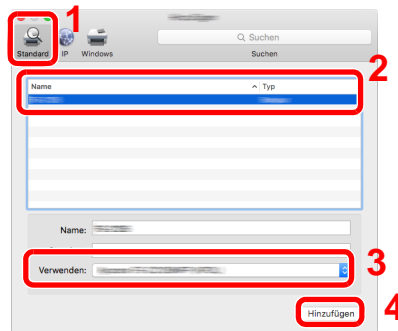 1
Suchen
Standard IP Windows Suchen
2
Name Typ
Name:
3
Verwenden:
Hinzufügen 4